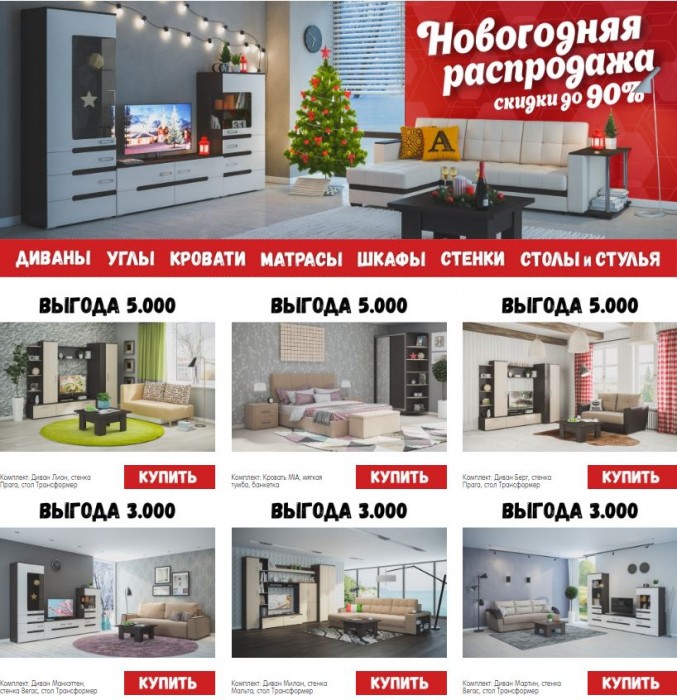 Новогодняя
распродажа
скидки до 90%
А
ДИВАНЫ УГЛЫ КРОВАТИ МАТРАСЫ ШКАФЫ СТЕНКИ СТОЛЫ и СТУЛЬЯ
ВЫГОДА 5.000 ВЫГОДА 5.000 ВЫГОДА 5.000
Комплект: Диван Лион, стенка
Прага, стол Трансформер
КУПИТЬ
Комплект: Кровать MIA, мягкая
тумба, банкетка
КУПИТЬ
Комплект: Диван Берг, стенка
Прага, стол Трансформер
КУПИТЬ
ВЫГОДА 3.000 ВЫГОДА 3.000 ВЫГОДА 3.000
Комплект: Диван Манхэттен,
стенка Вегас, стол Трансформер
КУПИТЬ
Комплект: Диван Милан, стенка
Мальта, стол Трансформер
КУПИТЬ
Комплект: Диван Мартин, стенка
Вегас, стол Трансформер
КУПИТЬ